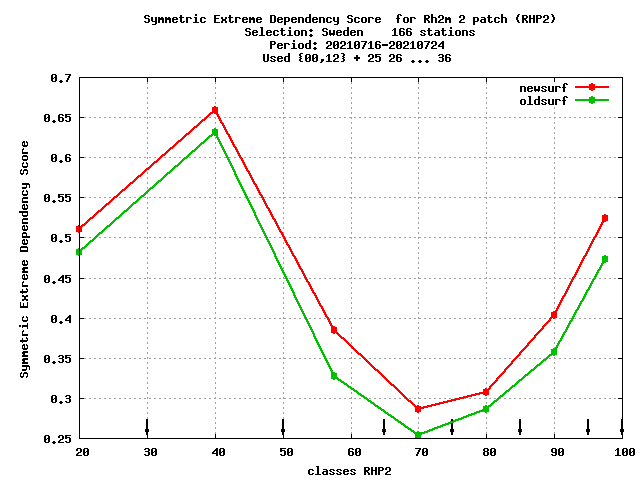 Symmetric Extreme Dependency Score  for Rh2m 2 patch (RHP2)
Selection: Sweden    166 stations
Period: 20210716-20210724
Used {00,12} + 25 26 ... 36
newsurf
oldsurf
0.7
0.65
0.6
0.55
0.5
0.45
0.4
0.35
0.3
0.25
Symmetric Extreme Dependency Score
20 30 40 50 60 70 80 90 100
classes RHP2